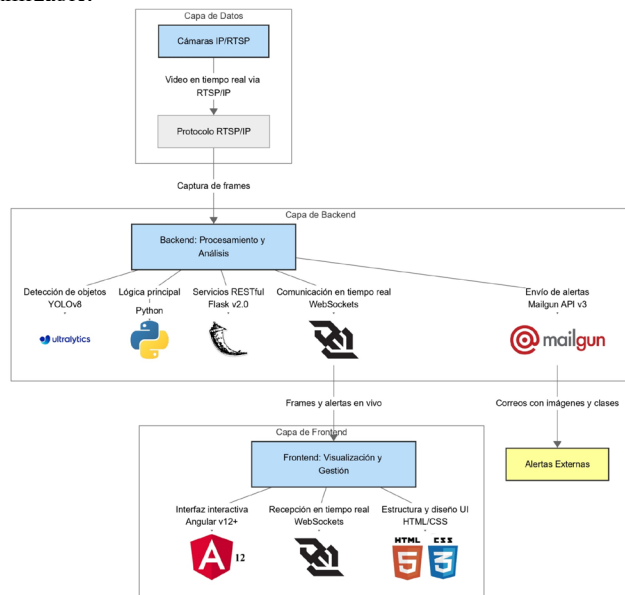 Capa de Datos
Cámaras IP/RTSP
Video en tiempo real via
RTSP/IP
Protocolo RTSP/IP
Captura de frames
Capa de Backend
Backend: Procesamiento y
Análisis
Detección de objetos
YOLOv8
Lógica principal
Python
Servicios RESTful
Flask v2.0
Comunicación en tiempo real
WebSockets
Envío de alertas
Mailgun API v3
ultralytics
mailgun
Frames y alertas en vivo
Correos con imágenes y clases
Capa de Frontend
Frontend: Visualización y
Gestión
Alertas Externas
Interfaz interactiva
Angular v12+
Recepción en tiempo real
WebSockets
Estructura y diseño UI
HTML/CSS
A
12
HTML
5
CSS
3